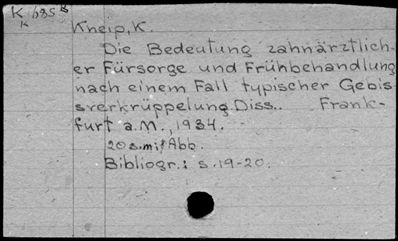 K 685 B
K
Kneip, K.
Die Bedeutung zahnärztlich-
er Fürsorge und Frühbehandlung
nach einem Fall typischer Gebis-
sverkrüppelung. Diss.. Frank-
furt a.M., 1934.
20 s. mit Abb.
Bibliogr.: s. 19-20.